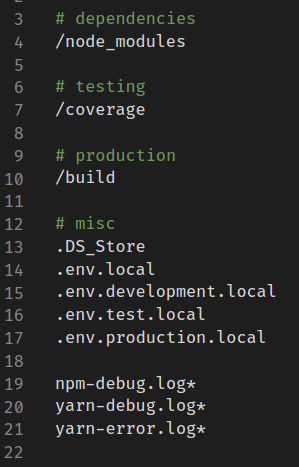 3 # dependencies
4 /node_modules
5
6 # testing
7 /coverage
8
9 # production
10 /build
11
12 # misc
13 .DS_Store
14 .env.local
15 .env.development.local
16 .env.test.local
17 .env.production.local
18
19 npm-debug.log*
20 yarn-debug.log*
21 yarn-error.log*
22